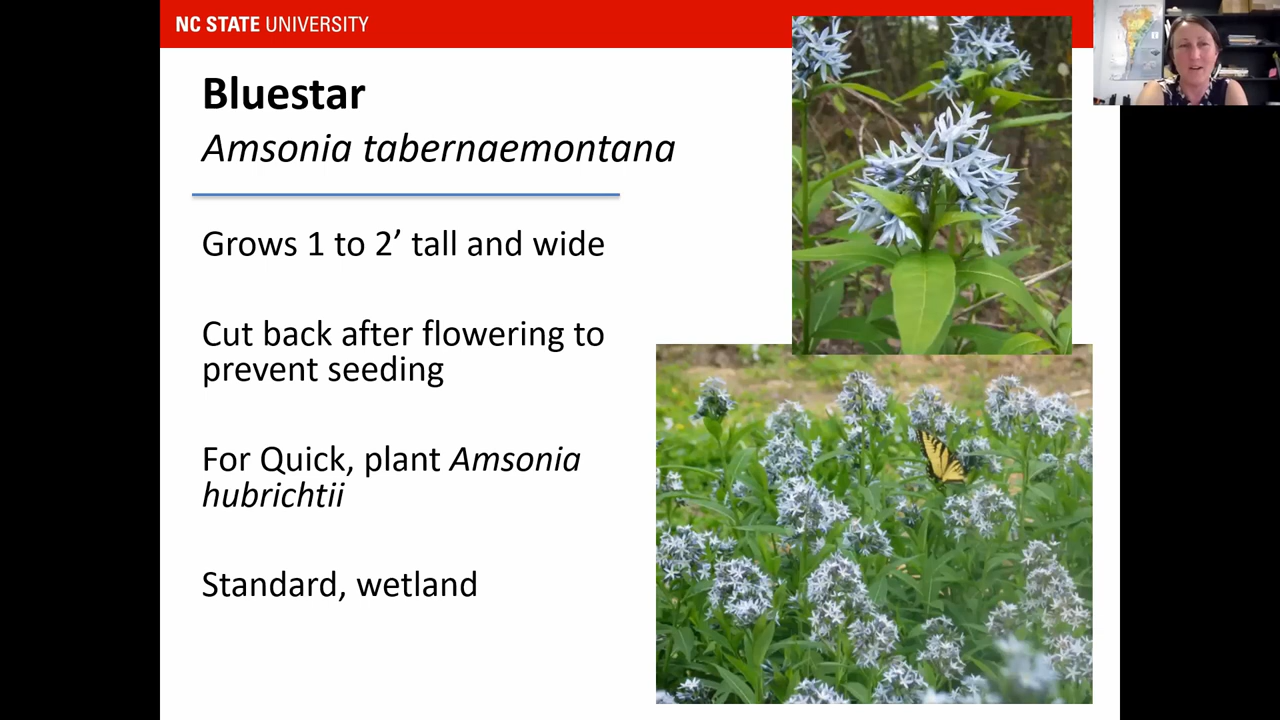 NC STATE UNIVERSITY
Bluestar
Amsonia tabernaemontana
Grows 1 to 2’ tall and wide
Cut back after flowering to
prevent seeding
For Quick, plant Amsonia
hubrichtii
Standard, wetland